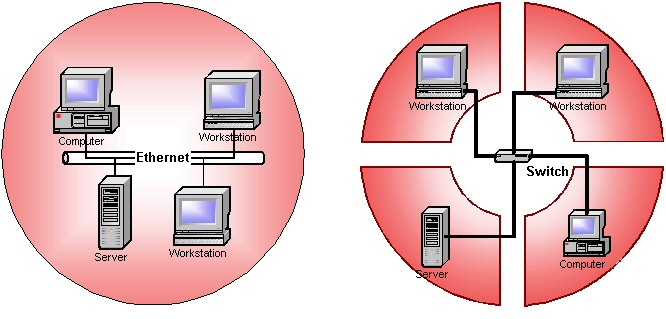 Computer
Workstation
Ethernet
Server
Workstation
Workstation
Workstation
Switch
Server
Computer